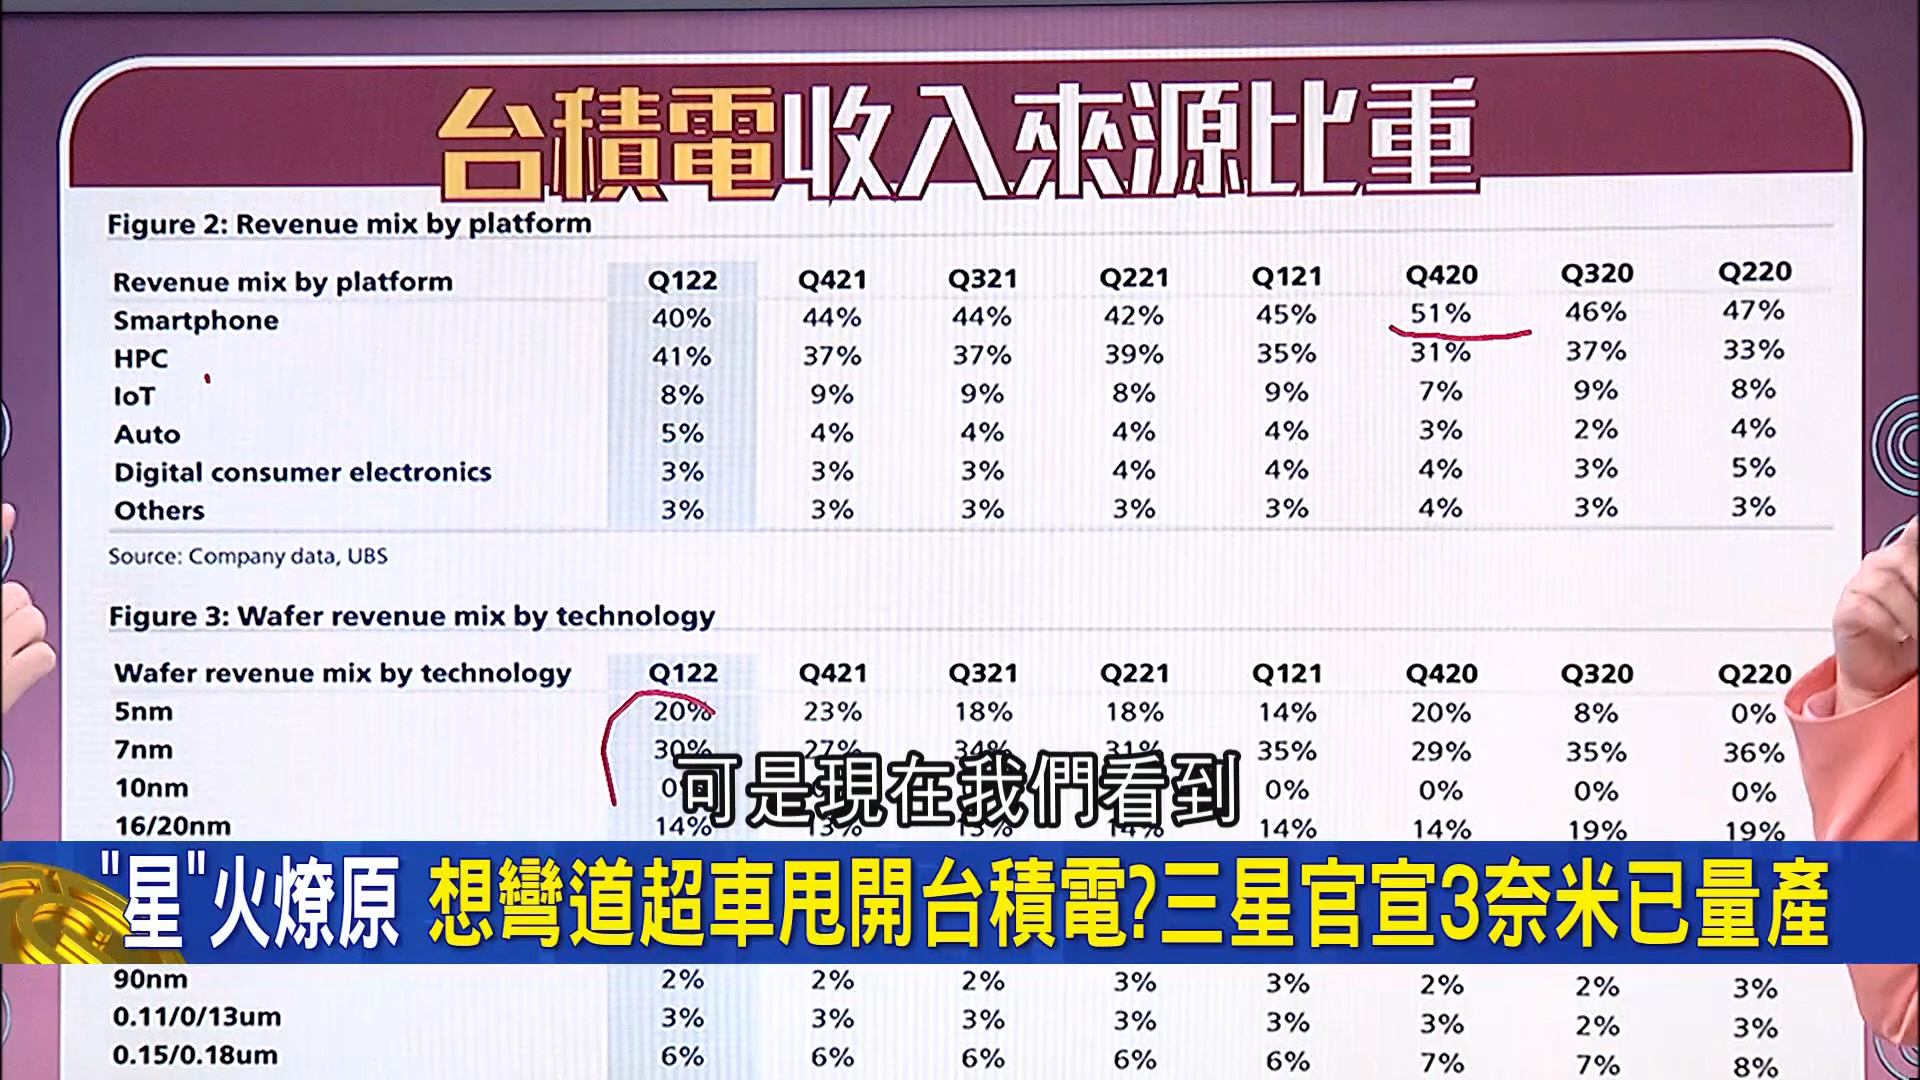 台積電收入來源比重
Figure 2: Revenue mix by platform
Revenue mix by platform Q122 Q421 Q321 Q221 Q121 Q420 Q320 Q220
Smartphone 40% 44% 44% 42% 45% 51% 46% 47%
HPC 41% 37% 37% 39% 35% 31% 37% 33%
IoT 8% 9% 9% 8% 9% 7% 9% 8%
Auto 5% 4% 4% 4% 4% 3% 2% 4%
Digital consumer electronics 3% 3% 3% 4% 4% 4% 3% 5%
Others 3% 3% 3% 3% 3% 4% 3% 3%
Source: Company data, UBS
Figure 3: Wafer revenue mix by technology
Wafer revenue mix by technology Q122 Q421 Q321 Q221 Q121 Q420 Q320 Q220
5nm 20% 23% 18% 18% 14% 20% 8% 0%
7nm 30% 27% 34% 31% 35% 29% 35% 36%
10nm 0% 0% 0% 0%
可是現在我們看到
16/20nm 14% 13% 13% 14% 14% 14% 19% 19%
"星"火燎原 想彎道超車甩開台積電?三星官宣3奈米已量產
90nm 2% 2% 2% 3% 3% 2% 2% 3%
0.11/0/13um 3% 3% 3% 3% 3% 3% 2% 3%
0.15/0.18um 6% 6% 6% 6% 6% 7% 7% 8%